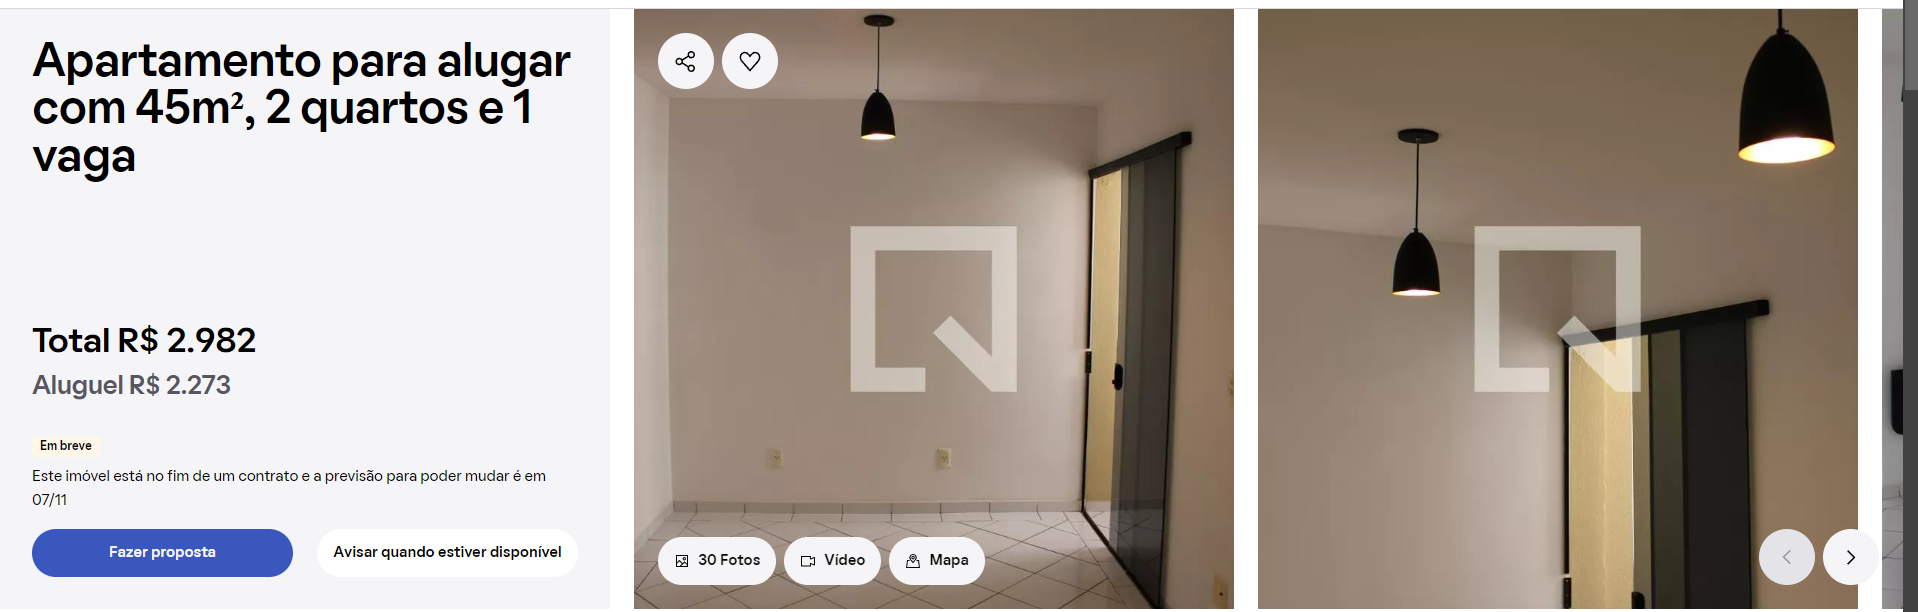 Apartamento para alugar
com 45m², 2 quartos e 1
vaga
Total R$ 2.982
Aluguel R$ 2.273
Em breve
Este imóvel está no fim de um contrato e a previsão para poder mudar é em
07/11
Fazer proposta
Avisar quando estiver disponível
30 Fotos
Vídeo
Mapa